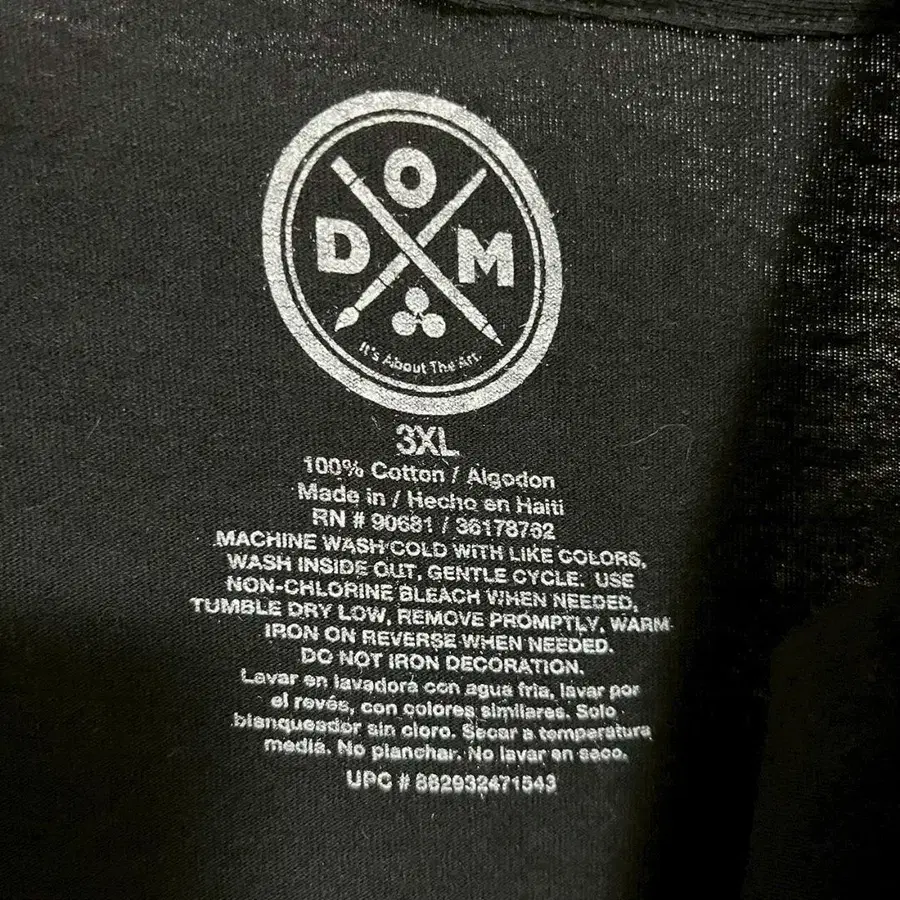 D O M
It's About The Art.
3XL
100% Cotton / Algodon
Made in / Hecho en Haiti
RN # 90681 / 36178762
MACHINE WASH COLD WITH LIKE COLORS,
WASH INSIDE OUT, GENTLE CYCLE. USE
NON-CHLORINE BLEACH WHEN NEEDED,
TUMBLE DRY LOW, REMOVE PROMPTLY, WARM
IRON ON REVERSE WHEN NEEDED.
DO NOT IRON DECORATION.
Lavar en lavadora con agua fria, lavar por
el revés, con colores similares. Solo
blanqueador sin cloro. Secar a temperatura
media. No planchar. No lavar en seco.
UPC # 882932471543